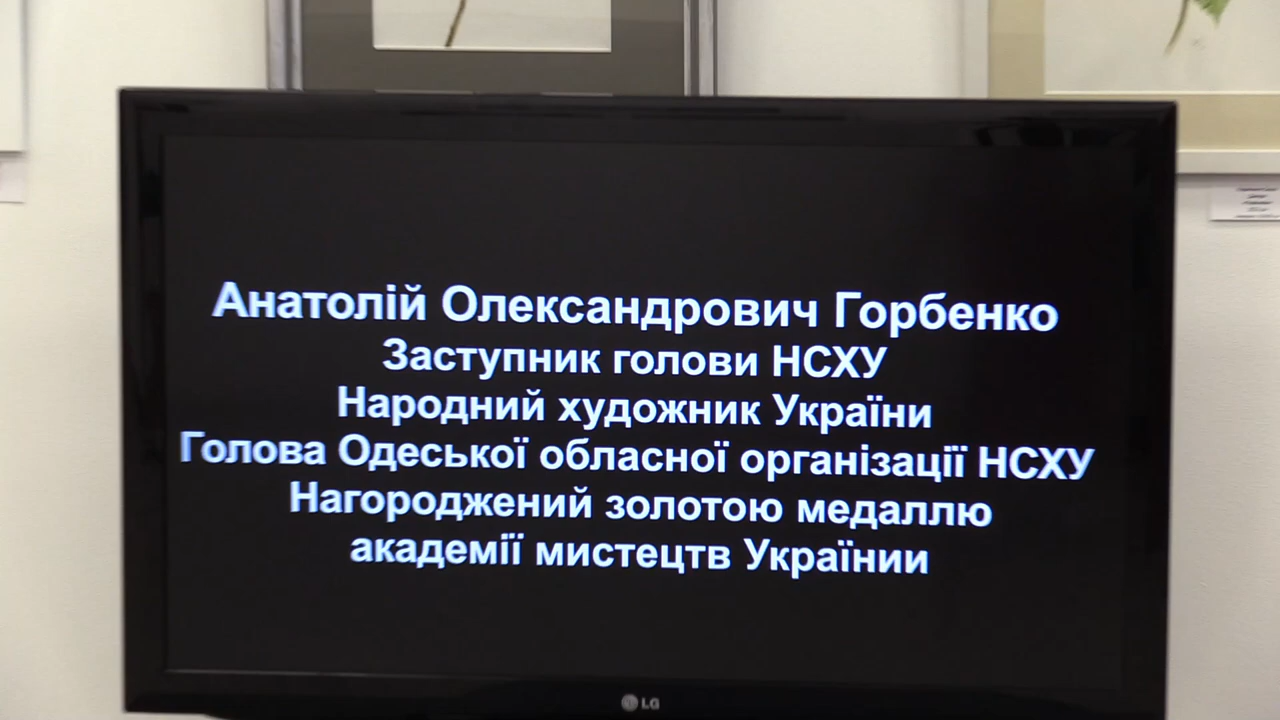 Анатолій Олександрович Горбенко
Заступник голови НСХУ
Народний художник України
Голова Одеської обласної організації НСХУ
Нагороджений золотою медаллю
академії мистецтв Українии
LG